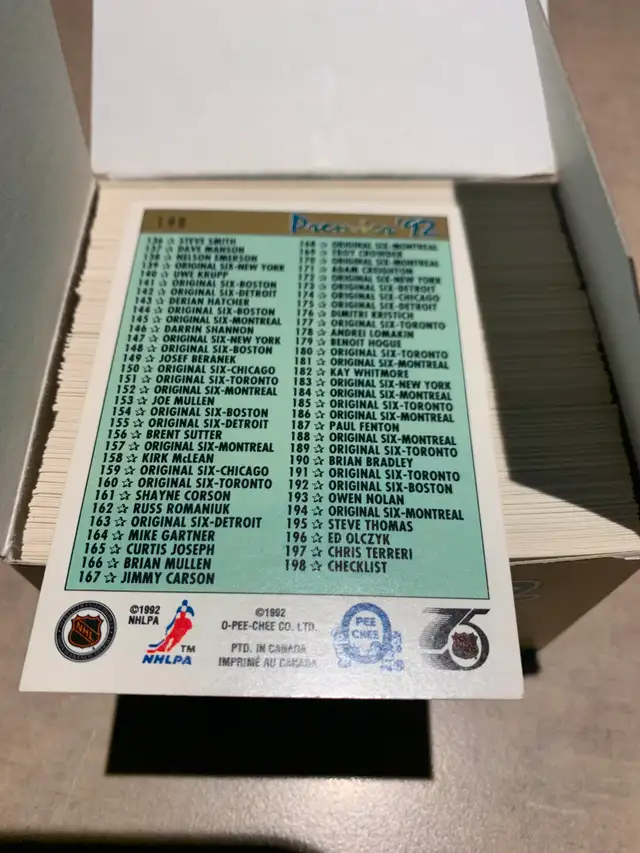 198
Premier '92
136 ☆ STEVE SMITH
137 ☆ DAVE MANSON
138 ☆ NELSON EMERSON
139 ☆ ORIGINAL SIX-NEW YORK
140 ☆ UWE KRUPP
141 ☆ ORIGINAL SIX-BOSTON
142 ☆ ORIGINAL SIX-DETROIT
143 ☆ DERIAN HATCHER
144 ☆ ORIGINAL SIX-BOSTON
145 ☆ ORIGINAL SIX-MONTREAL
146 ☆ DARRIN SHANNON
147 ☆ ORIGINAL SIX-NEW YORK
148 ☆ ORIGINAL SIX-BOSTON
149 ☆ JOSEF BERANEK
150 ☆ ORIGINAL SIX-CHICAGO
151 ☆ ORIGINAL SIX-TORONTO
152 ☆ ORIGINAL SIX-MONTREAL
153 ☆ JOE MULLEN
154 ☆ ORIGINAL SIX-BOSTON
155 ☆ ORIGINAL SIX-DETROIT
156 ☆ BRENT SUTTER
157 ☆ ORIGINAL SIX-MONTREAL
158 ☆ KIRK McLEAN
159 ☆ ORIGINAL SIX-CHICAGO
160 ☆ ORIGINAL SIX-TORONTO
161 ☆ SHAYNE CORSON
162 ☆ RUSS ROMANIUK
163 ☆ ORIGINAL SIX-DETROIT
164 ☆ MIKE GARTNER
165 ☆ CURTIS JOSEPH
166 ☆ BRIAN MULLEN
167 ☆ JIMMY CARSON
168 ☆ ORIGINAL SIX-MONTREAL
169 ☆ TROY CROWDER
170 ☆ ORIGINAL SIX-MONTREAL
171 ☆ ADAM CREIGHTON
172 ☆ ORIGINAL SIX-NEW YORK
173 ☆ ORIGINAL SIX-DETROIT
174 ☆ ORIGINAL SIX-CHICAGO
175 ☆ ORIGINAL SIX-DETROIT
176 ☆ DIMITRI KRISTICH
177 ☆ ORIGINAL SIX-TORONTO
178 ☆ ANDREI LOMAKIN
179 ☆ BENOIT HOGUE
180 ☆ ORIGINAL SIX-TORONTO
181 ☆ ORIGINAL SIX-MONTREAL
182 ☆ KAY WHITMORE
183 ☆ ORIGINAL SIX-NEW YORK
184 ☆ ORIGINAL SIX-MONTREAL
185 ☆ ORIGINAL SIX-TORONTO
186 ☆ ORIGINAL SIX-MONTREAL
187 ☆ PAUL FENTON
188 ☆ ORIGINAL SIX-MONTREAL
189 ☆ ORIGINAL SIX-TORONTO
190 ☆ BRIAN BRADLEY
191 ☆ ORIGINAL SIX-TORONTO
192 ☆ ORIGINAL SIX-BOSTON
193 ☆ OWEN NOLAN
194 ☆ ORIGINAL SIX-MONTREAL
195 ☆ STEVE THOMAS
196 ☆ ED OLCZYK
197 ☆ CHRIS TERRERI
198 ☆ CHECKLIST
NHL
©1992
NHLPA
NHLPA ™
©1992
O-PEE-CHEE CO. LTD.
PTD. IN CANADA
IMPRIMÉ AU CANADA
O PEE CHEE
75